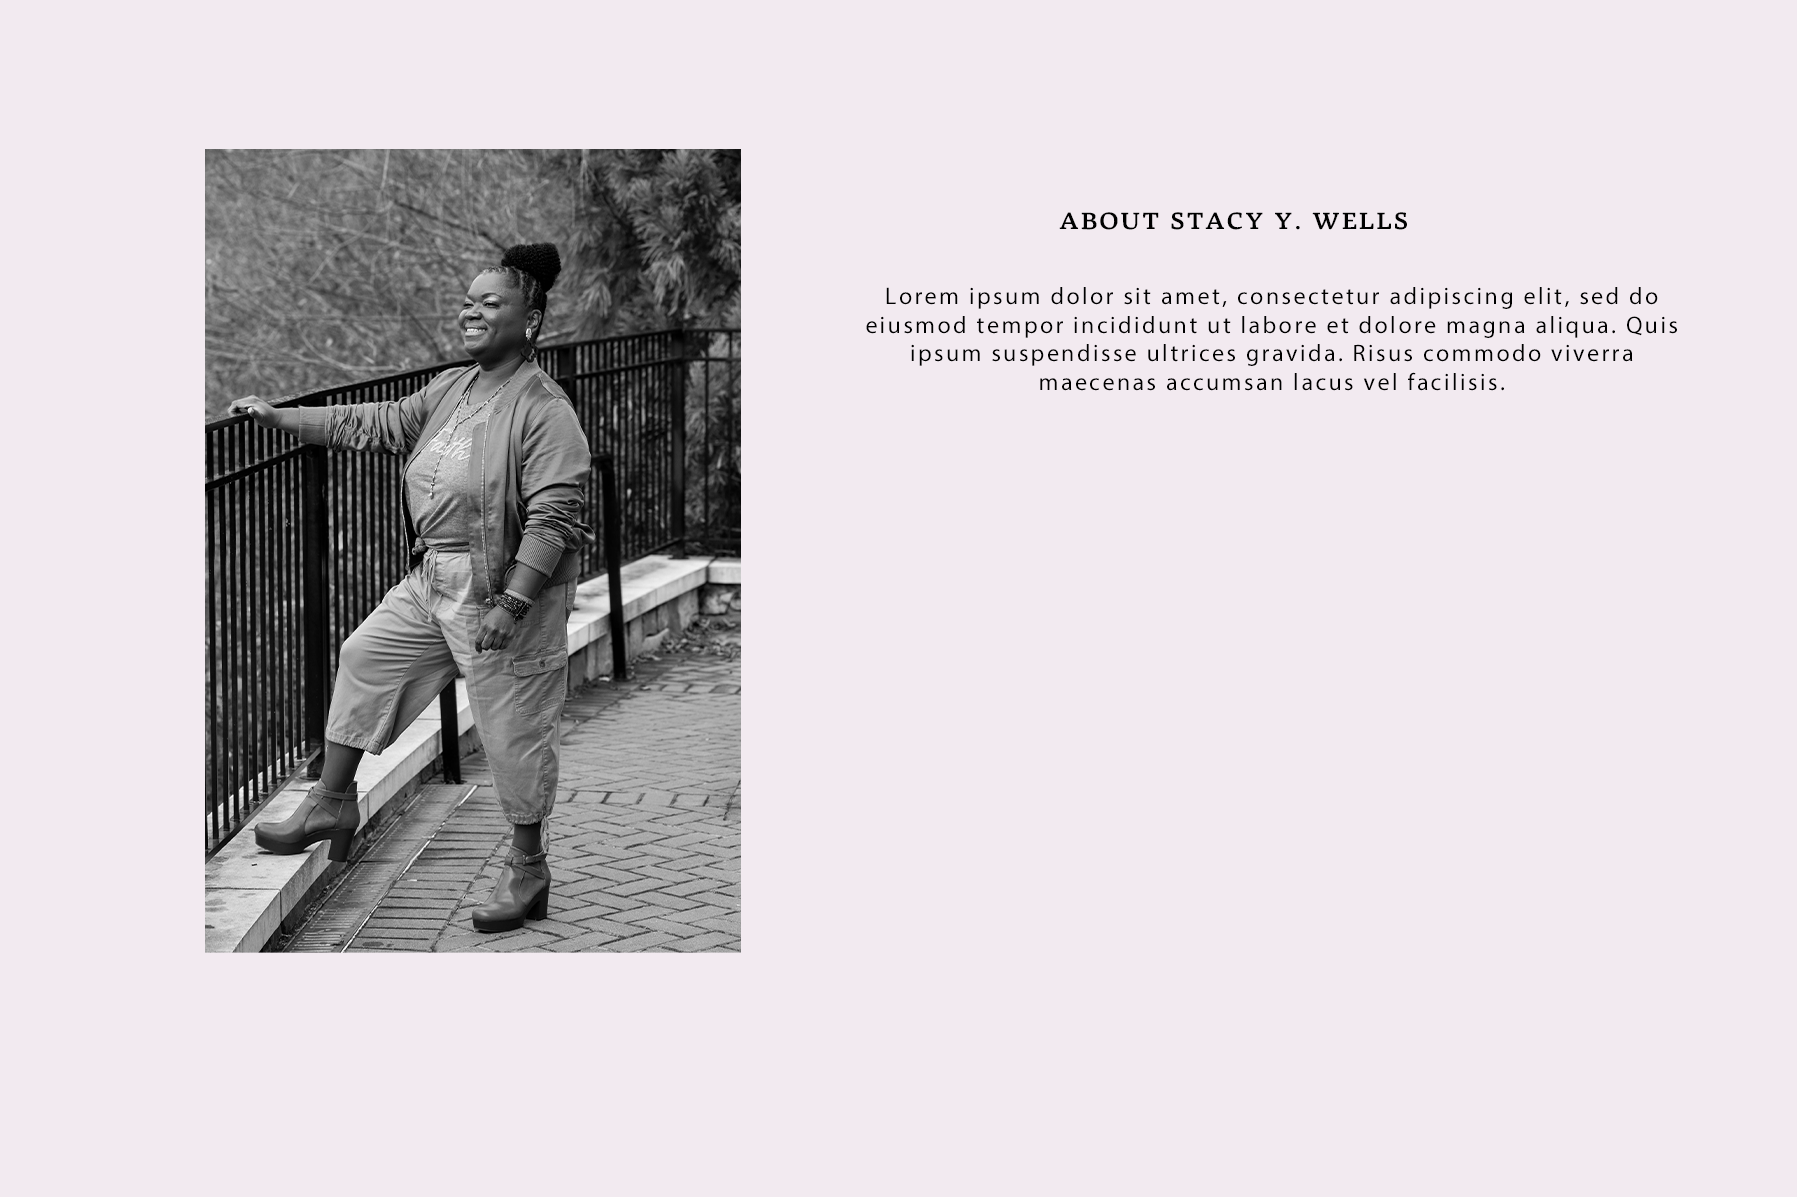 ABOUT STACY Y. WELLS
Lorem ipsum dolor sit amet, consectetur adipiscing elit, sed do
eiusmod tempor incididunt ut labore et dolore magna aliqua. Quis
ipsum suspendisse ultrices gravida. Risus commodo viverra
maecenas accumsan lacus vel facilisis.